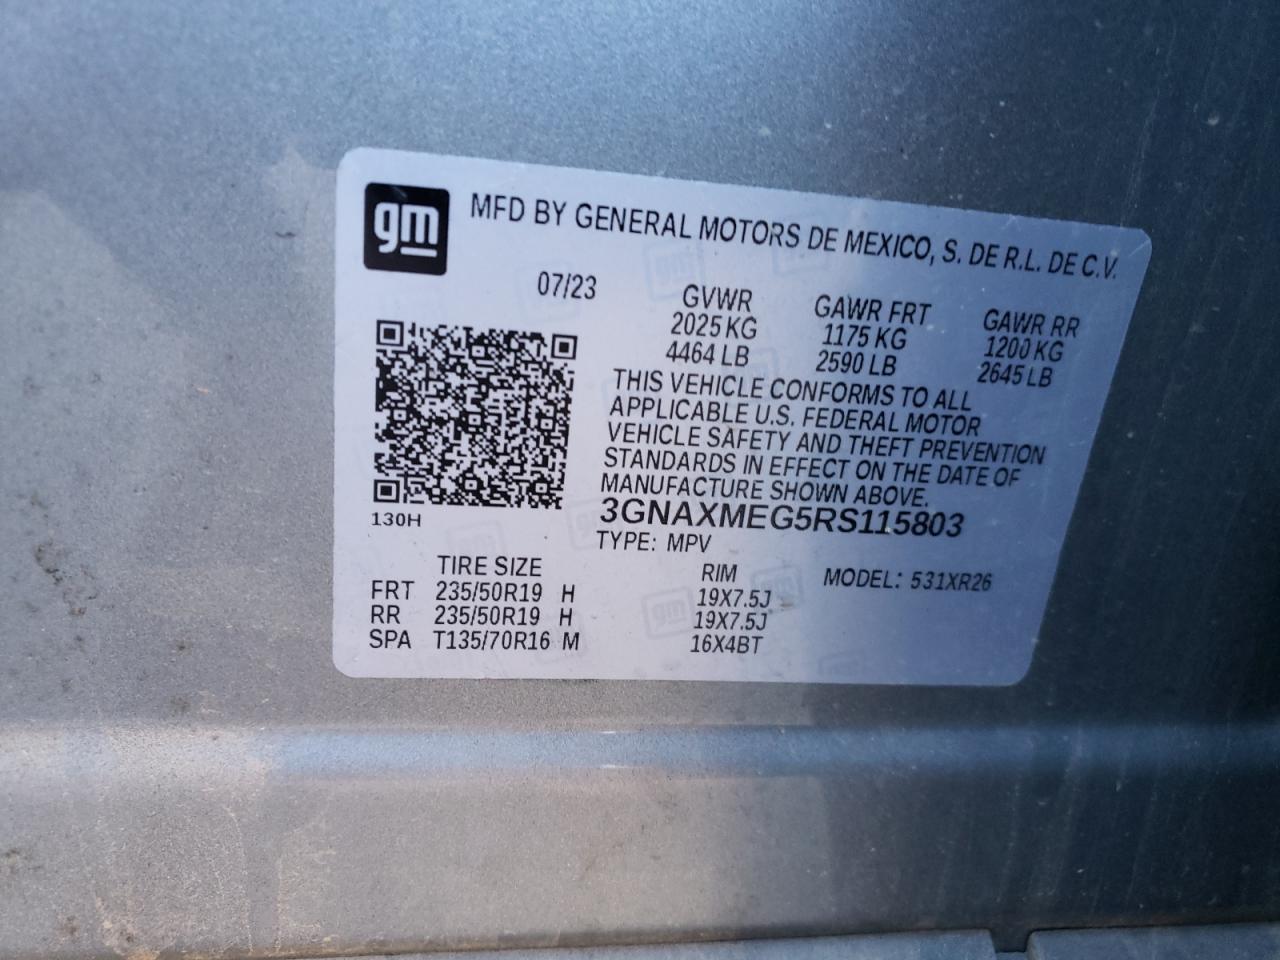 gm
MFD BY GENERAL MOTORS DE MEXICO, S. DE R.L. DE C.V.
07/23
GVWR GAWR FRT GAWR RR
2025 KG 1175 KG 1200 KG
4464 LB 2590 LB 2645 LB
THIS VEHICLE CONFORMS TO ALL
APPLICABLE U.S. FEDERAL MOTOR
VEHICLE SAFETY AND THEFT PREVENTION
STANDARDS IN EFFECT ON THE DATE OF
MANUFACTURE SHOWN ABOVE.
130H
3GNAXMEG5RS115803
TYPE: MPV
TIRE SIZE RIM MODEL: 531XR26
FRT 235/50R19 H 19X7.5J
RR 235/50R19 H 19X7.5J
SPA T135/70R16 M 16X4BT